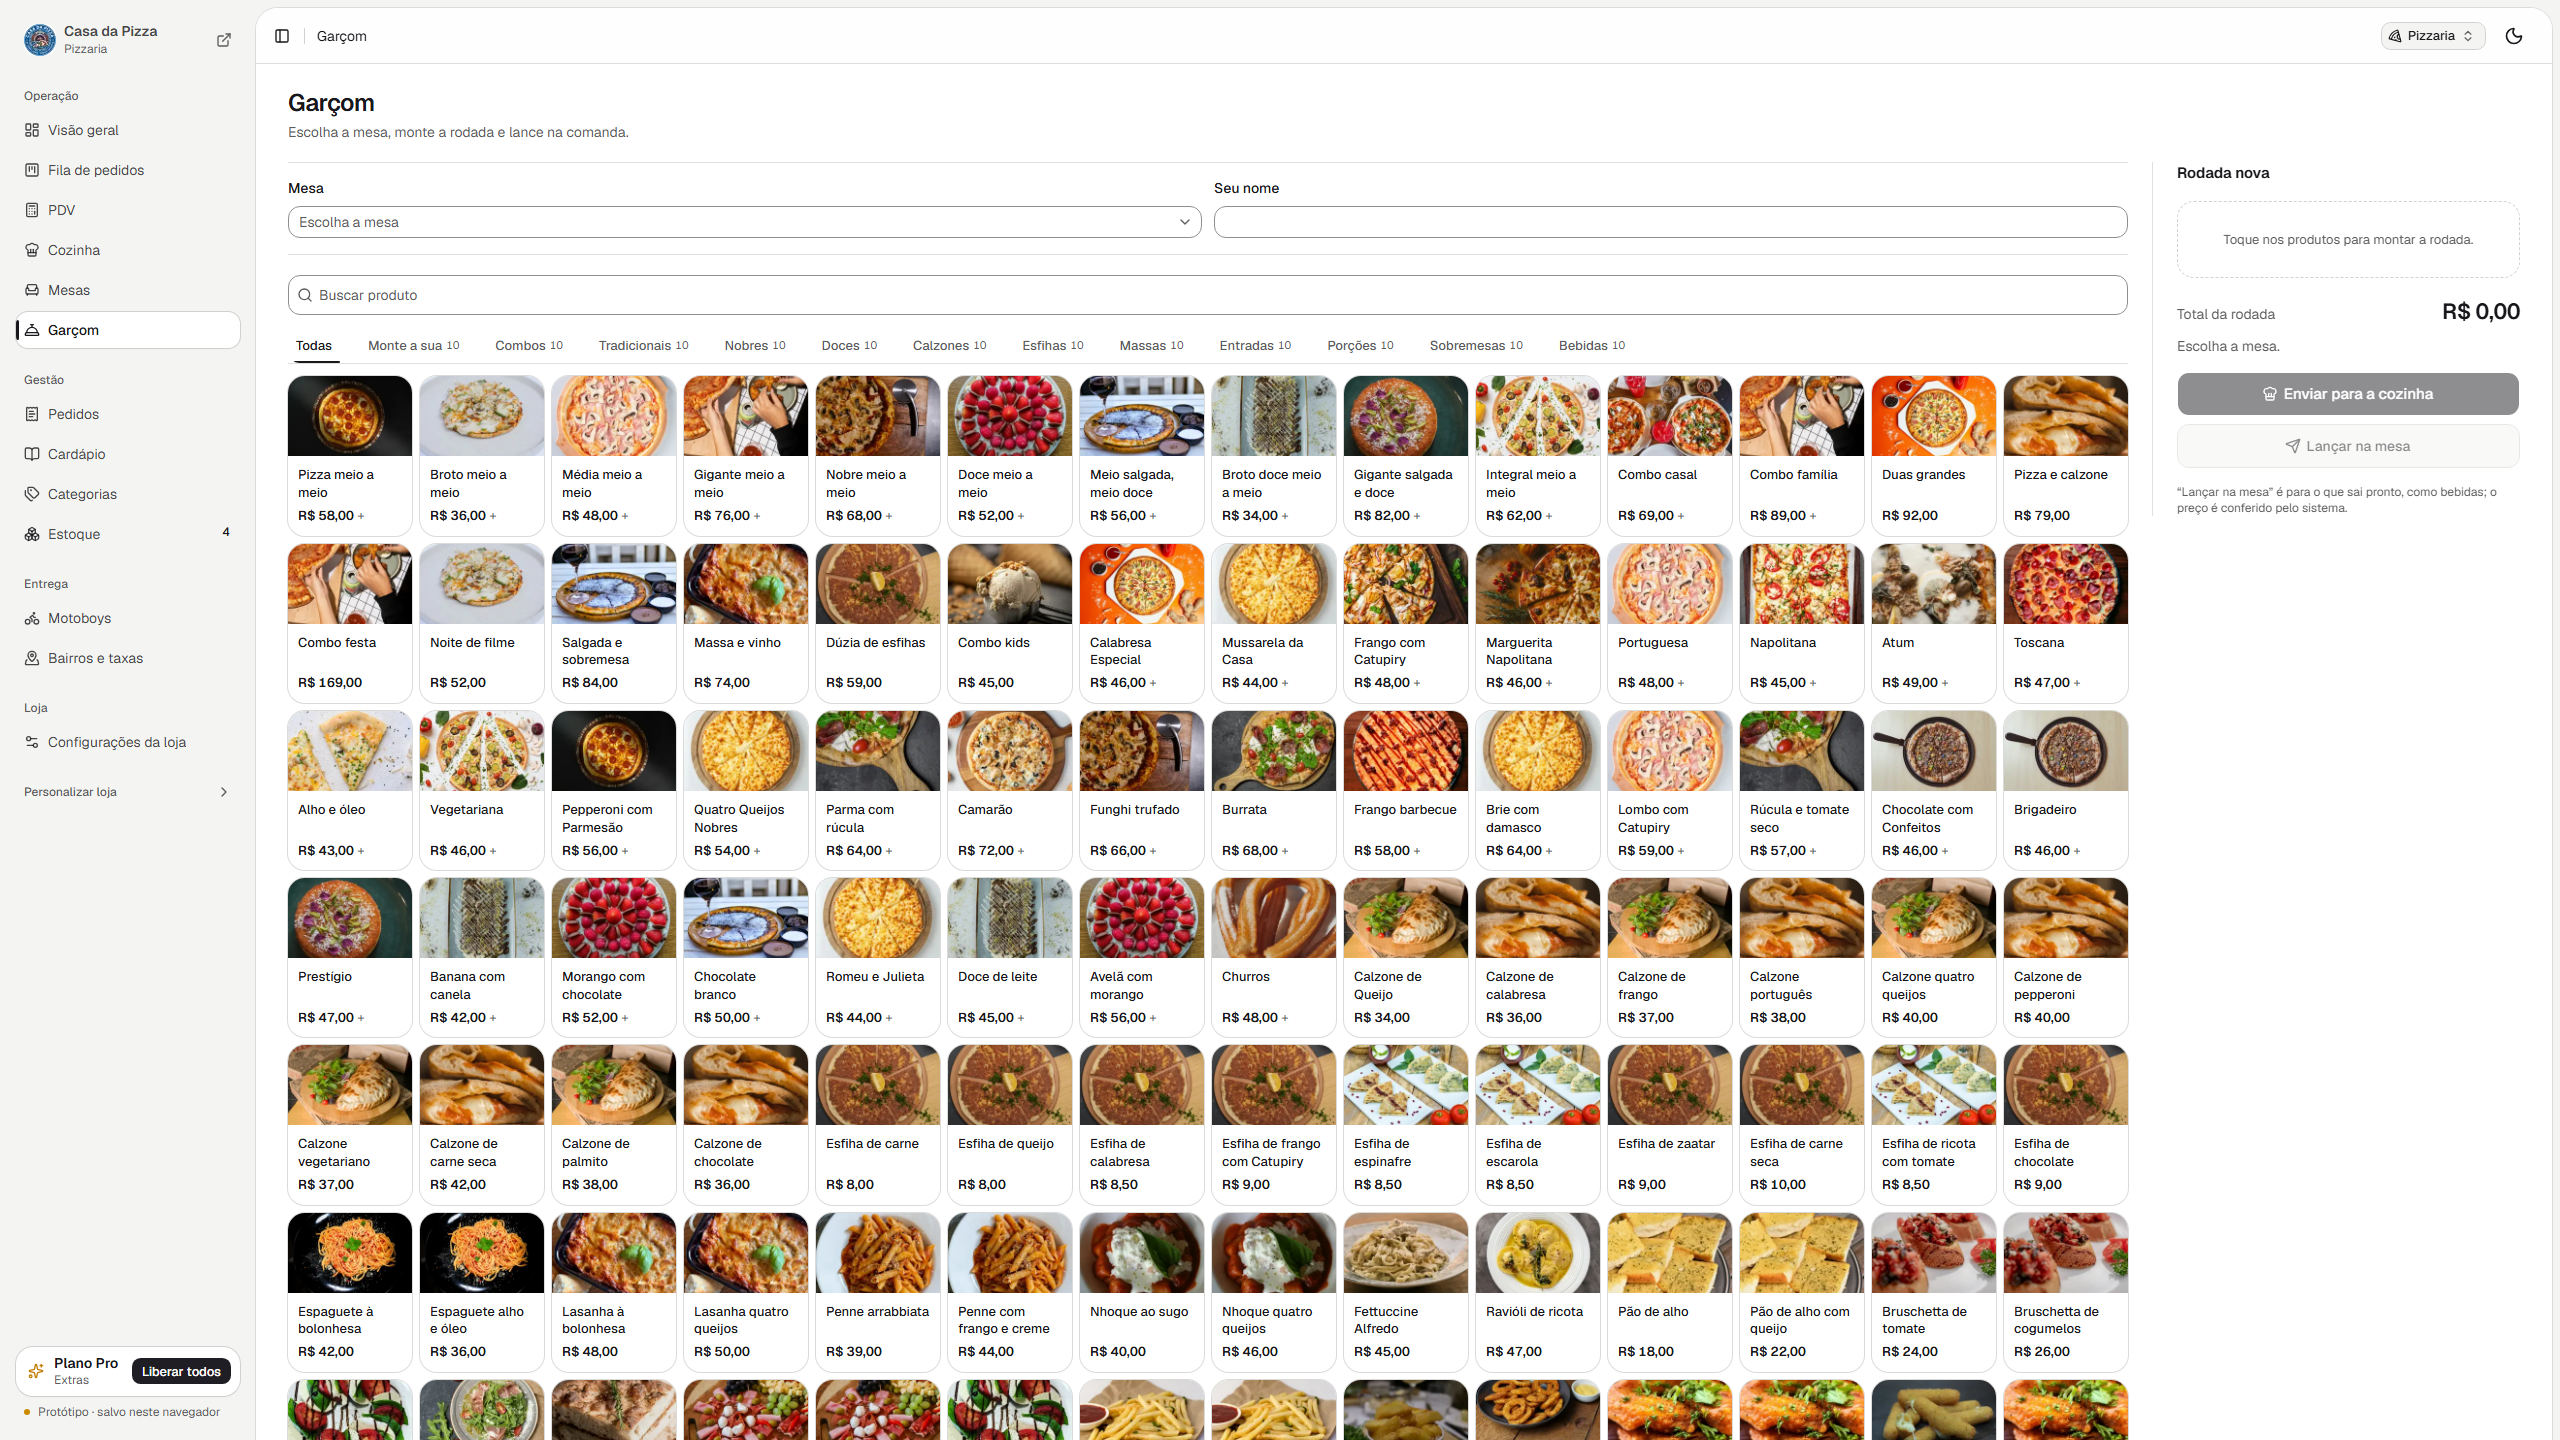 Casa da Pizza
Pizzaria
Operação
Visão geral
Fila de pedidos
PDV
Cozinha
Mesas
Garçom
Gestão
Pedidos
Cardápio
Categorias
Estoque 4
Entrega
Motoboys
Bairros e taxas
Loja
Configurações da loja
Personalizar loja
Plano Pro
Extras
Liberar todos
Protótipo · salvo neste navegador
Garçom
Pizzaria
Garçom
Escolha a mesa, monte a rodada e lance na comanda.
Mesa
Escolha a mesa
Seu nome
Buscar produto
Todas Monte a sua 10 Combos 10 Tradicionais 10 Nobres 10 Doces 10 Calzones 10 Esfihas 10 Massas 10 Entradas 10 Porções 10 Sobremesas 10 Bebidas 10
Pizza meio a
meio
R$ 58,00 +
Broto meio a
meio
R$ 36,00 +
Média meio a
meio
R$ 48,00 +
Gigante meio a
meio
R$ 76,00 +
Nobre meio a
meio
R$ 68,00 +
Doce meio a
meio
R$ 52,00 +
Meio salgada,
meio doce
R$ 56,00 +
Broto doce meio
a meio
R$ 34,00 +
Gigante salgada
e doce
R$ 82,00 +
Integral meio a
meio
R$ 62,00 +
Combo casal
R$ 69,00 +
Combo família
R$ 89,00 +
Duas grandes
R$ 92,00
Pizza e calzone
R$ 79,00
Combo festa
R$ 169,00
Noite de filme
R$ 52,00
Salgada e
sobremesa
R$ 84,00
Massa e vinho
R$ 74,00
Dúzia de esfihas
R$ 59,00
Combo kids
R$ 45,00
Calabresa
Especial
R$ 46,00 +
Mussarela da
Casa
R$ 44,00 +
Frango com
Catupiry
R$ 48,00 +
Marguerita
Napolitana
R$ 46,00 +
Portuguesa
R$ 48,00 +
Napolitana
R$ 45,00 +
Atum
R$ 49,00 +
Toscana
R$ 47,00 +
Alho e óleo
R$ 43,00 +
Vegetariana
R$ 46,00 +
Pepperoni com
Parmesão
R$ 56,00 +
Quatro Queijos
Nobres
R$ 54,00 +
Parma com
rúcula
R$ 64,00 +
Camarão
R$ 72,00 +
Funghi trufado
R$ 66,00 +
Burrata
R$ 68,00 +
Frango barbecue
R$ 58,00 +
Brie com
damasco
R$ 64,00 +
Lombo com
Catupiry
R$ 59,00 +
Rúcula e tomate
seco
R$ 57,00 +
Chocolate com
Confeitos
R$ 46,00 +
Brigadeiro
R$ 46,00 +
Prestígio
R$ 47,00 +
Banana com
canela
R$ 42,00 +
Morango com
chocolate
R$ 52,00 +
Chocolate
branco
R$ 50,00 +
Romeu e Julieta
R$ 44,00 +
Doce de leite
R$ 45,00 +
Avelã com
morango
R$ 56,00 +
Churros
R$ 48,00 +
Calzone de
Queijo
R$ 34,00
Calzone de
calabresa
R$ 36,00
Calzone de
frango
R$ 37,00
Calzone
português
R$ 38,00
Calzone quatro
queijos
R$ 40,00
Calzone de
pepperoni
R$ 40,00
Calzone
vegetariano
R$ 37,00
Calzone de
carne seca
R$ 42,00
Calzone de
palmito
R$ 38,00
Calzone de
chocolate
R$ 36,00
Esfiha de carne
R$ 8,00
Esfiha de queijo
R$ 8,00
Esfiha de
calabresa
R$ 8,50
Esfiha de frango
com Catupiry
R$ 9,00
Esfiha de
espinafre
R$ 8,50
Esfiha de
escarola
R$ 8,50
Esfiha de zaatar
R$ 9,00
Esfiha de carne
seca
R$ 10,00
Esfiha de ricota
com tomate
R$ 8,50
Esfiha de
chocolate
R$ 9,00
Espaguete à
bolonhesa
R$ 42,00
Espaguete alho
e óleo
R$ 36,00
Lasanha à
bolonhesa
R$ 48,00
Lasanha quatro
queijos
R$ 50,00
Penne arrabbiata
R$ 39,00
Penne com
frango e creme
R$ 44,00
Nhoque ao sugo
R$ 40,00
Nhoque quatro
queijos
R$ 46,00
Fettuccine
Alfredo
R$ 45,00
Ravióli de ricota
R$ 47,00
Pão de alho
R$ 18,00
Pão de alho com
queijo
R$ 22,00
Bruschetta de
tomate
R$ 24,00
Bruschetta de
cogumelos
R$ 26,00
Rodada nova
Toque nos produtos para montar a rodada.
Total da rodada R$ 0,00
Escolha a mesa.
Enviar para a cozinha
Lançar na mesa
“Lançar na mesa” é para o que sai pronto, como bebidas; o
preço é conferido pelo sistema.